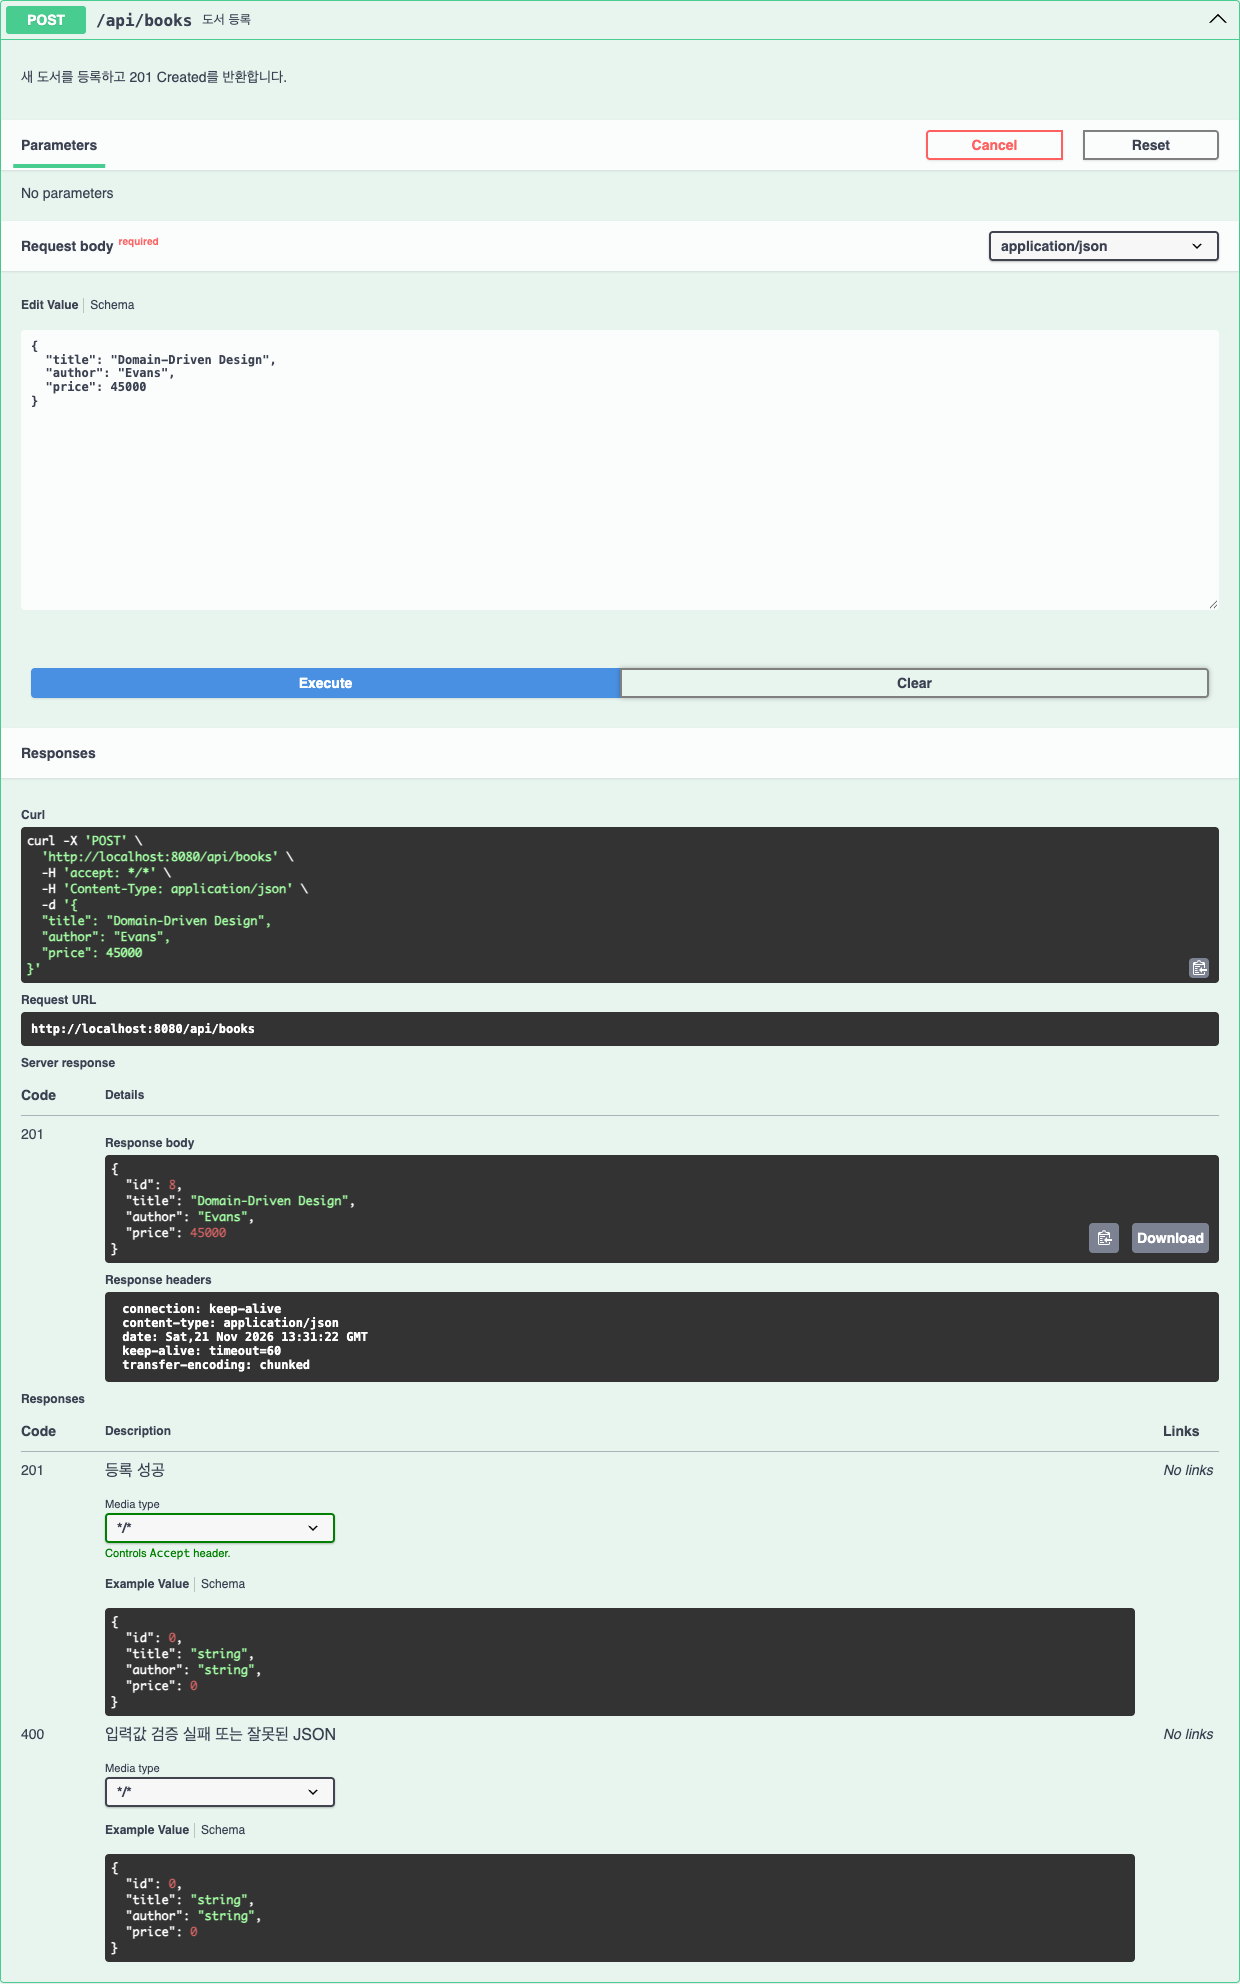 POST /api/books 도서 등록
새 도서를 등록하고 201 Created를 반환합니다.
Parameters
Cancel
Reset
No parameters
Request body required
application/json
Edit Value
Schema
{
  "title": "Domain-Driven Design",
  "author": "Evans",
  "price": 45000
}
Execute
Clear
Responses
Curl
curl -X 'POST' \
  'http://localhost:8080/api/books' \
  -H 'accept: */*' \
  -H 'Content-Type: application/json' \
  -d '{
  "title": "Domain-Driven Design",
  "author": "Evans",
  "price": 45000
}'
Request URL
http://localhost:8080/api/books
Server response
Code
Details
201
Response body
{
  "id": 8,
  "title": "Domain-Driven Design",
  "author": "Evans",
  "price": 45000
}
Download
Response headers
connection: keep-alive
content-type: application/json
date: Sat,21 Nov 2026 13:31:22 GMT
keep-alive: timeout=60
transfer-encoding: chunked
Responses
Code
Description
Links
201
등록 성공
No links
Media type
*/*
Controls Accept header.
Example Value
Schema
{
  "id": 0,
  "title": "string",
  "author": "string",
  "price": 0
}
400
입력값 검증 실패 또는 잘못된 JSON
No links
Media type
*/*
Example Value
Schema
{
  "id": 0,
  "title": "string",
  "author": "string",
  "price": 0
}